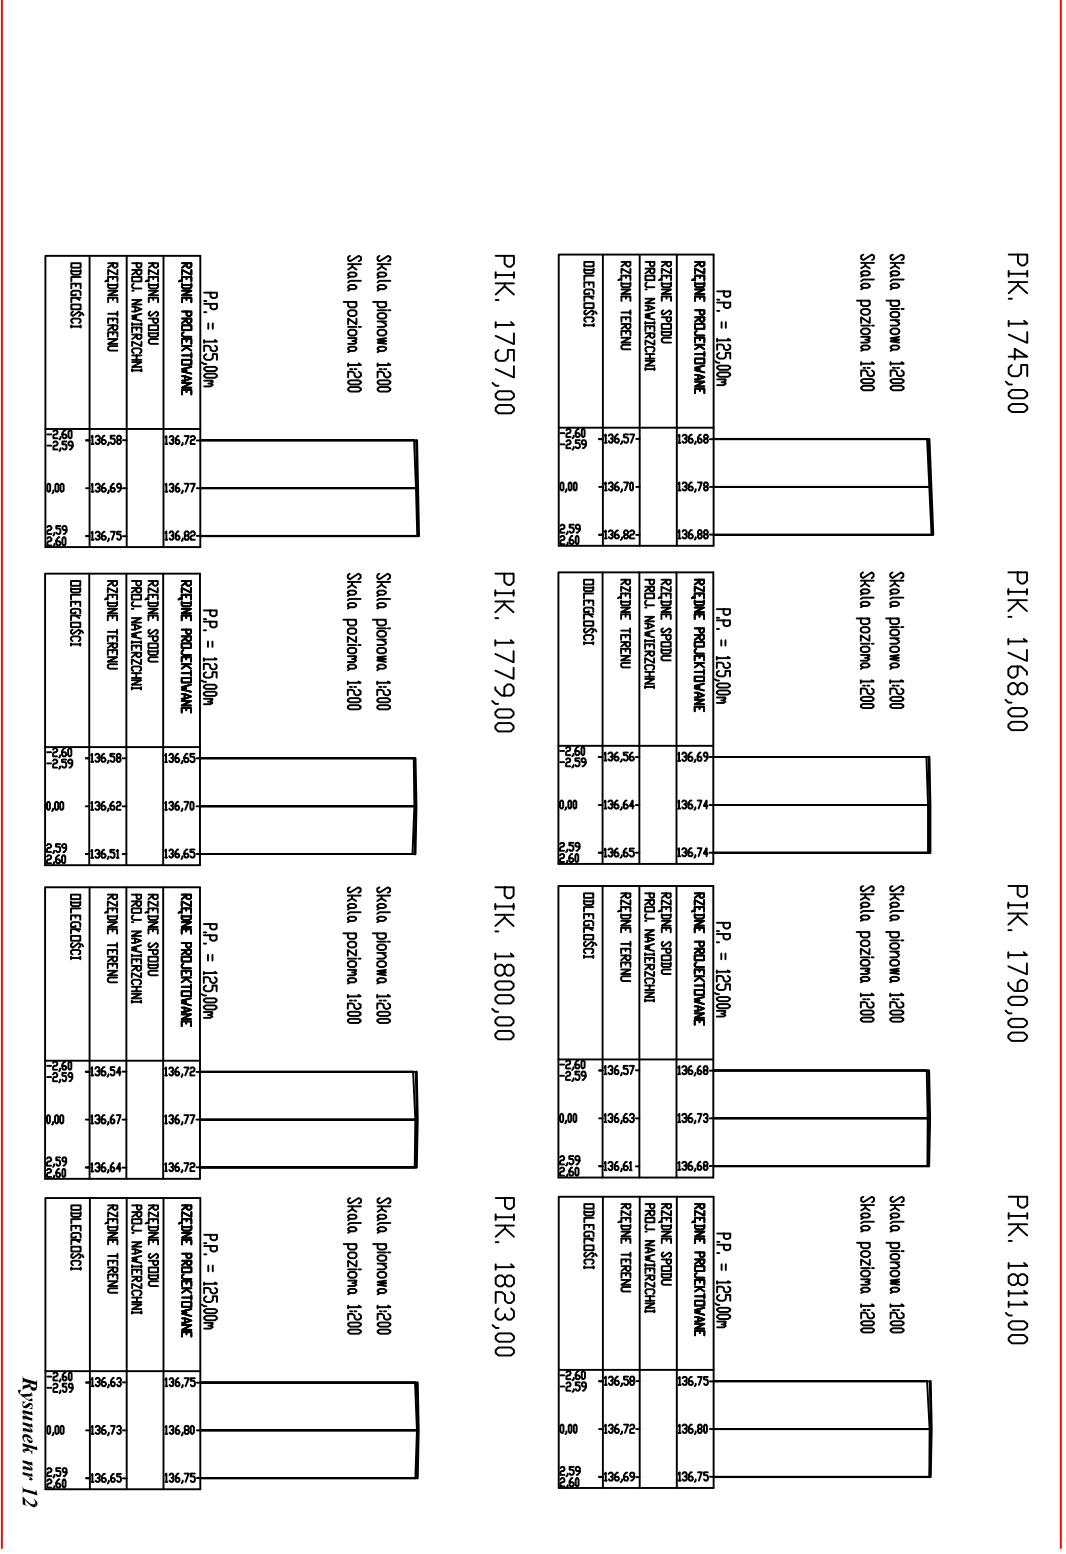 PIK. 1745,00
Skala pionowa 1:200
Skala pozioma 1:200
P.P. = 125,00m
RZĘDNE PROJEKTOWANE 136,68 136,78 136,88
RZĘDNE SPODU
PROJ. NAWIERZCHNI
RZĘDNE TERENU 136,57 136,70 136,82
ODLEGŁOŚCI -2,60 -2,59 0,00 2,59 2,60
PIK. 1768,00
Skala pionowa 1:200
Skala pozioma 1:200
P.P. = 125,00m
RZĘDNE PROJEKTOWANE 136,69 136,74 136,74
RZĘDNE SPODU
PROJ. NAWIERZCHNI
RZĘDNE TERENU 136,56 136,64 136,65
ODLEGŁOŚCI -2,60 -2,59 0,00 2,59 2,60
PIK. 1790,00
Skala pionowa 1:200
Skala pozioma 1:200
P.P. = 125,00m
RZĘDNE PROJEKTOWANE 136,68 136,73 136,68
RZĘDNE SPODU
PROJ. NAWIERZCHNI
RZĘDNE TERENU 136,57 136,63 136,61
ODLEGŁOŚCI -2,60 -2,59 0,00 2,59 2,60
PIK. 1811,00
Skala pionowa 1:200
Skala pozioma 1:200
P.P. = 125,00m
RZĘDNE PROJEKTOWANE 136,75 136,80 136,75
RZĘDNE SPODU
PROJ. NAWIERZCHNI
RZĘDNE TERENU 136,58 136,72 136,69
ODLEGŁOŚCI -2,60 -2,59 0,00 2,59 2,60
PIK. 1757,00
Skala pionowa 1:200
Skala pozioma 1:200
P.P. = 125,00m
RZĘDNE PROJEKTOWANE 136,72 136,77 136,82
RZĘDNE SPODU
PROJ. NAWIERZCHNI
RZĘDNE TERENU 136,58 136,69 136,75
ODLEGŁOŚCI -2,60 -2,59 0,00 2,59 2,60
PIK. 1779,00
Skala pionowa 1:200
Skala pozioma 1:200
P.P. = 125,00m
RZĘDNE PROJEKTOWANE 136,65 136,70 136,65
RZĘDNE SPODU
PROJ. NAWIERZCHNI
RZĘDNE TERENU 136,58 136,62 136,51
ODLEGŁOŚCI -2,60 -2,59 0,00 2,59 2,60
PIK. 1800,00
Skala pionowa 1:200
Skala pozioma 1:200
P.P. = 125,00m
RZĘDNE PROJEKTOWANE 136,72 136,77 136,72
RZĘDNE SPODU
PROJ. NAWIERZCHNI
RZĘDNE TERENU 136,54 136,67 136,64
ODLEGŁOŚCI -2,60 -2,59 0,00 2,59 2,60
PIK. 1823,00
Skala pionowa 1:200
Skala pozioma 1:200
P.P. = 125,00m
RZĘDNE PROJEKTOWANE 136,75 136,80 136,75
RZĘDNE SPODU
PROJ. NAWIERZCHNI
RZĘDNE TERENU 136,63 136,73 136,65
ODLEGŁOŚCI -2,60 -2,59 0,00 2,59 2,60
Rysunek nr 12